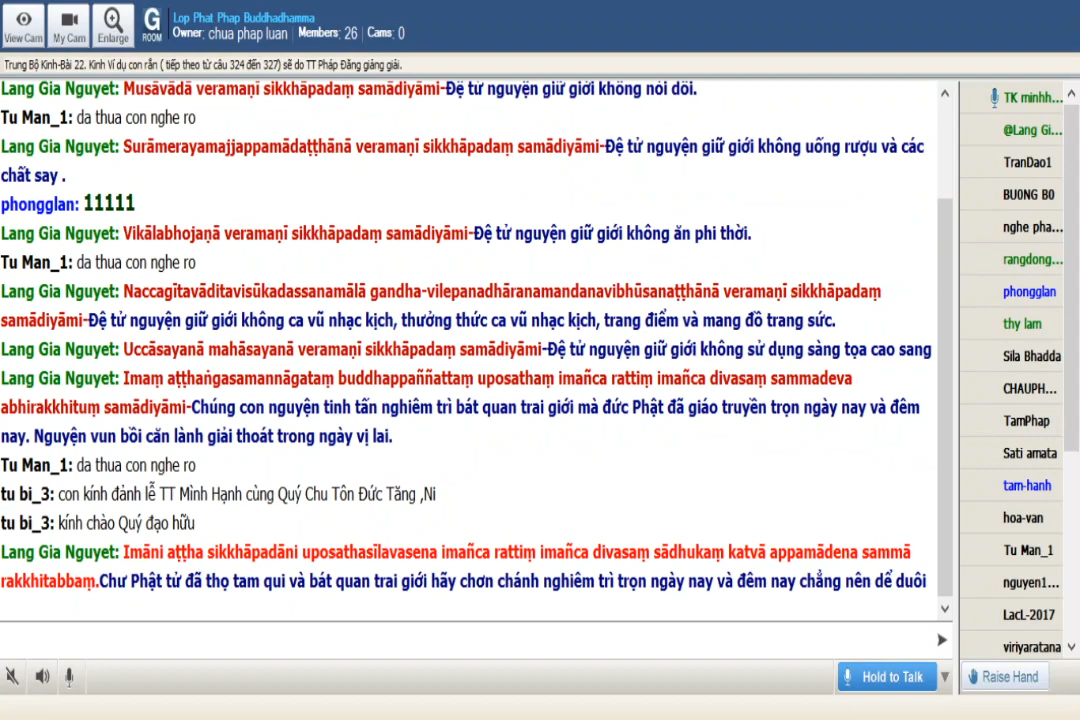 View Cam
My Cam
Enlarge
G ROOM
Lop Phat Phap Buddhadhamma
Owner: chua phap luan | Members: 26 | Cams: 0
Trung Bộ Kinh-Bài 22. Kinh Ví dụ con rắn ( tiếp theo từ câu 324 đến 327) sẽ do TT Pháp Đăng giảng giải.
Lang Gia Nguyet: Musāvādā veramaṇī sikkhāpadaṃ samādiyāmi-Đệ tử nguyện giữ giới không nói dối.
Tu Man_1: da thua con nghe ro
Lang Gia Nguyet: Surāmerayamajjappamādaṭṭhānā veramaṇī sikkhāpadaṃ samādiyāmi-Đệ tử nguyện giữ giới không uống rượu và các
chất say .
phongglan: 11111
Lang Gia Nguyet: Vikālabhojaṇā veramaṇī sikkhāpadaṃ samādiyāmi-Đệ tử nguyện giữ giới không ăn phi thời.
Tu Man_1: da thua con nghe ro
Lang Gia Nguyet: Naccagītavāditavisūkadassanamālā gandha-vilepanadhāranamandanavibhūsanaṭṭhānā veramaṇī sikkhāpadaṃ
samādiyāmi-Đệ tử nguyện giữ giới không ca vũ nhạc kịch, thưởng thức ca vũ nhạc kịch, trang điểm và mang đồ trang sức.
Lang Gia Nguyet: Uccāsayanā mahāsayanā veramaṇī sikkhāpadaṃ samādiyāmi-Đệ tử nguyện giữ giới không sử dụng sàng tọa cao sang
Lang Gia Nguyet: Imaṃ aṭṭhaṅgasamannāgataṃ buddhappaññattaṃ uposathaṃ imañca rattiṃ imañca divasaṃ sammadeva
abhirakkhituṃ samādiyāmi-Chúng con nguyện tinh tấn nghiêm trì bát quan trai giới mà đức Phật đã giáo truyền trọn ngày nay và đêm
nay. Nguyện vun bồi căn lành giải thoát trong ngày vị lai.
Tu Man_1: da thua con nghe ro
tu bi_3: con kính đảnh lễ TT Mình Hạnh cùng Quý Chu Tôn Đức Tăng ,Ni
tu bi_3: kính chào Quý đạo hữu
Lang Gia Nguyet: Imāni aṭṭha sikkhāpadāni uposathasīlavasena imañca rattiṃ imañca divasaṃ sādhukaṃ katvā appamādena sammā
rakkhitabbaṃ.Chư Phật tử đã thọ tam qui và bát quan trai giới hãy chơn chánh nghiêm trì trọn ngày nay và đêm nay chẳng nên dể duôi
TK minhh...
@Lang Gi...
TranDao1
BUONG BO
nghe pha...
rangdong...
phongglan
thy lam
Sila Bhadda
CHAUPH...
TamPhap
Sati amata
tam-hanh
hoa-van
Tu Man_1
nguyen1...
LacL-2017
viriyaratana
Hold to Talk
Raise Hand